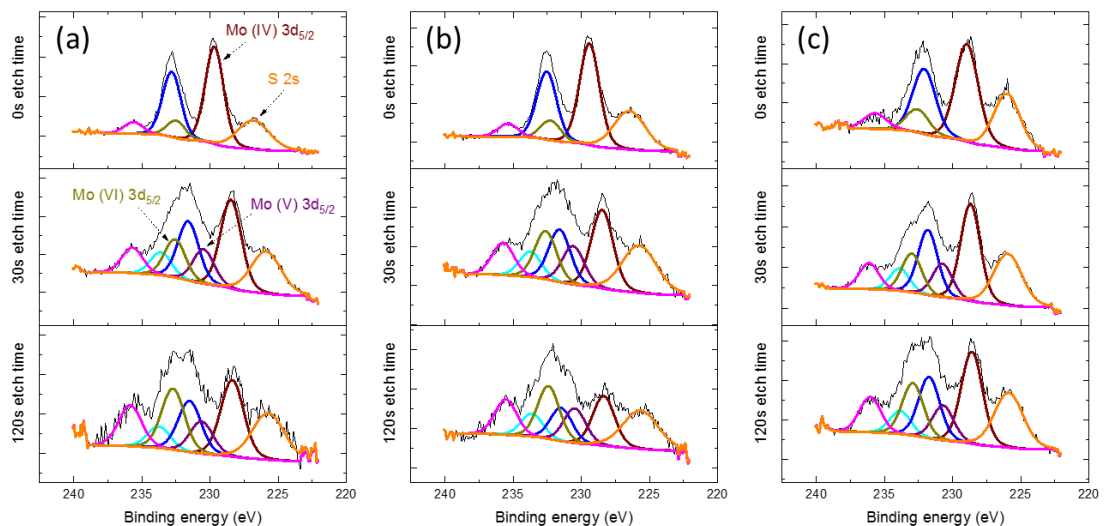 (a)
Mo (IV) 3d5/2
S 2s
0s etch time
(b)
0s etch time
(c)
0s etch time
Mo (VI) 3d5/2
Mo (V) 3d5/2
30s etch time
30s etch time
30s etch time
120s etch time
120s etch time
120s etch time
240 235 230 225 220
240 235 230 225 220
240 235 230 225 220
Binding energy (eV)
Binding energy (eV)
Binding energy (eV)